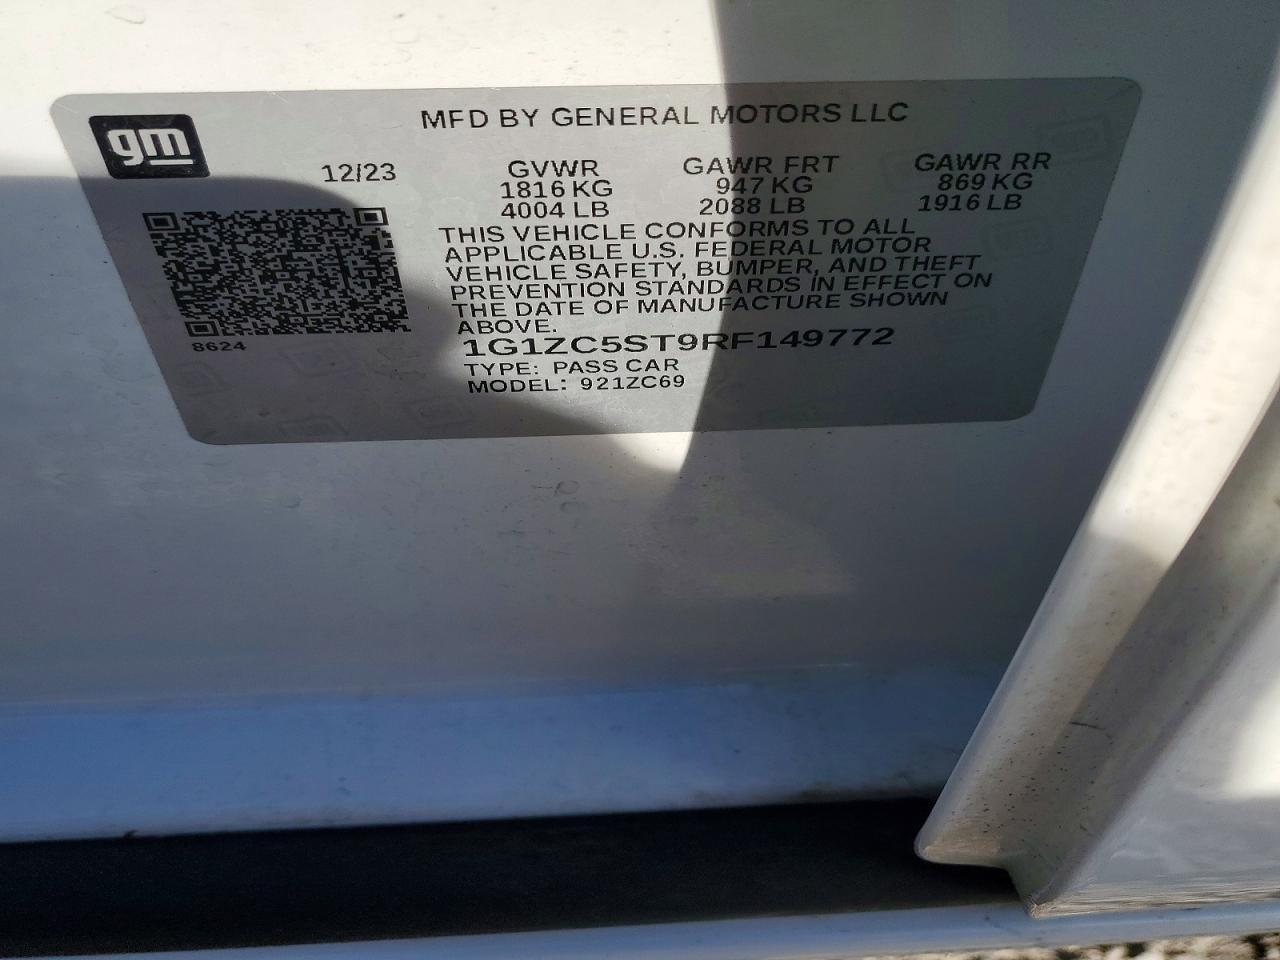 gm
MFD BY GENERAL MOTORS LLC
12/23 GVWR GAWR FRT GAWR RR
1816 KG 947 KG 869 KG
4004 LB 2088 LB 1916 LB
THIS VEHICLE CONFORMS TO ALL
APPLICABLE U.S. FEDERAL MOTOR
VEHICLE SAFETY, BUMPER, AND THEFT
PREVENTION STANDARDS IN EFFECT ON
THE DATE OF MANUFACTURE SHOWN
ABOVE.
8624
1G1ZC5ST9RF149772
TYPE: PASS CAR
MODEL: 921ZC69